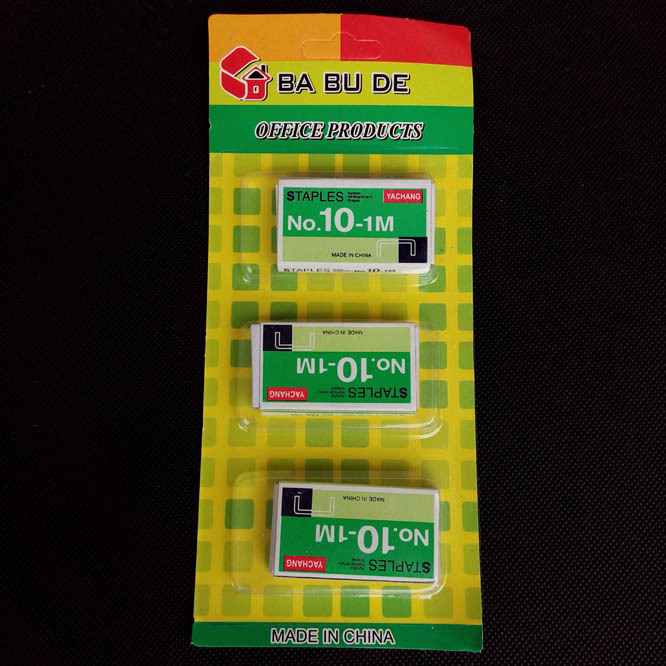 BA BU DE
OFFICE PRODUCTS
STAPLES
YACHANG
No.10-1M
MADE IN CHINA
STAPLES No.10-1M
MADE IN CHINA
No.10-1M
STAPLES
YACHANG
MADE IN CHINA
No.10-1M
STAPLES
YACHANG
MADE IN CHINA